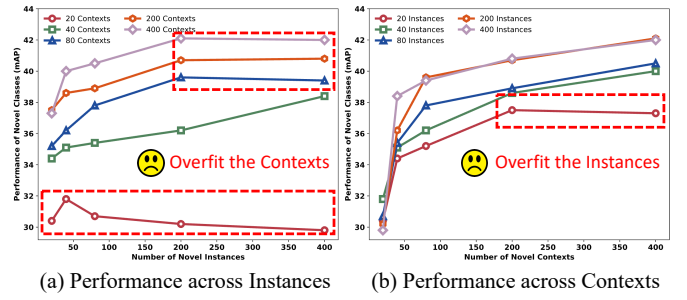 20 Contexts
40 Contexts
80 Contexts
200 Contexts
400 Contexts
Performance of Novel Classes (mAP)
44
42
40
38
36
34
32
30
Overfit the Contexts
50 100 150 200 250 300 350 400
Number of Novel Instances
(a) Performance across Instances
20 Instances
40 Instances
80 Instances
200 Instances
400 Instances
Performance of Novel Classes (mAP)
44
42
40
38
36
34
32
30
Overfit the Instances
50 100 150 200 250 300 350 400
Number of Novel Contexts
(b) Performance across Contexts